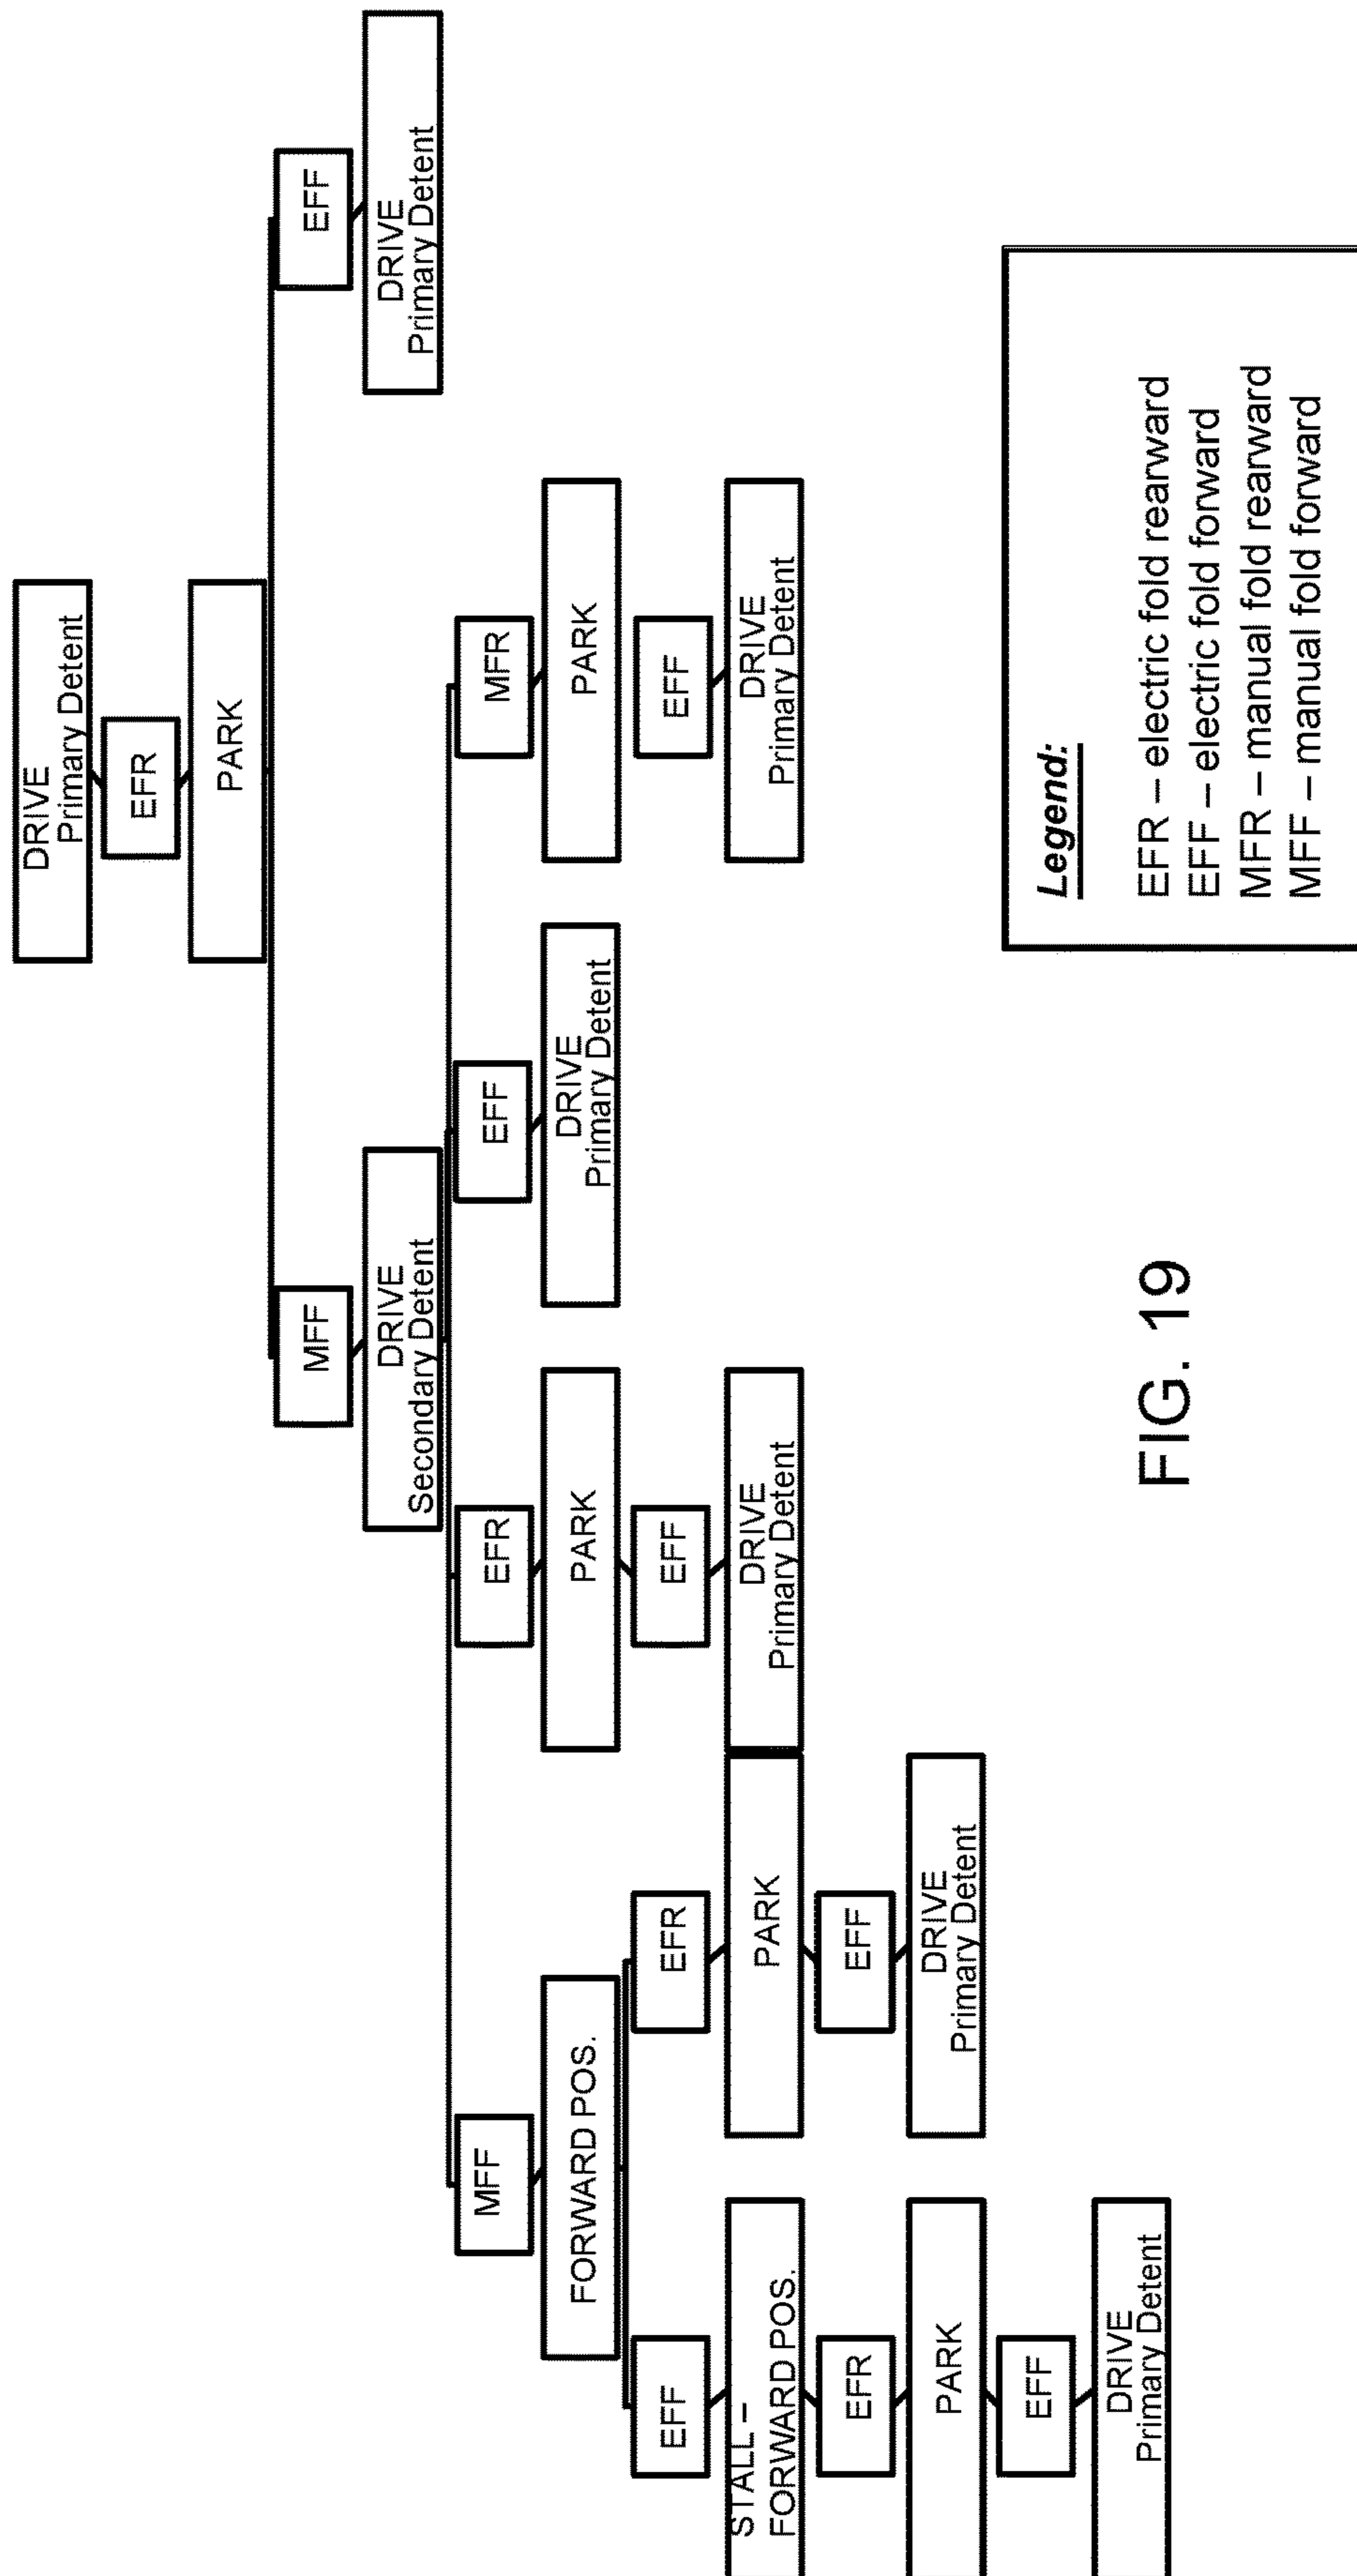 DRIVE
Primary Detent
EFR
PARK
MFF
EFF
DRIVE
Secondary Detent
DRIVE
Primary Detent
MFF
EFR
EFF
MFR
FORWARD POS.
PARK
DRIVE
Primary Detent
PARK
EFF
EFR
EFF
EFF
STALL –
FORWARD POS.
PARK
DRIVE
Primary Detent
DRIVE
Primary Detent
EFR
EFF
PARK
DRIVE
Primary Detent
EFF
DRIVE
Primary Detent
Legend:
EFR – electric fold rearward
EFF – electric fold forward
MFR – manual fold rearward
MFF – manual fold forward
FIG. 19